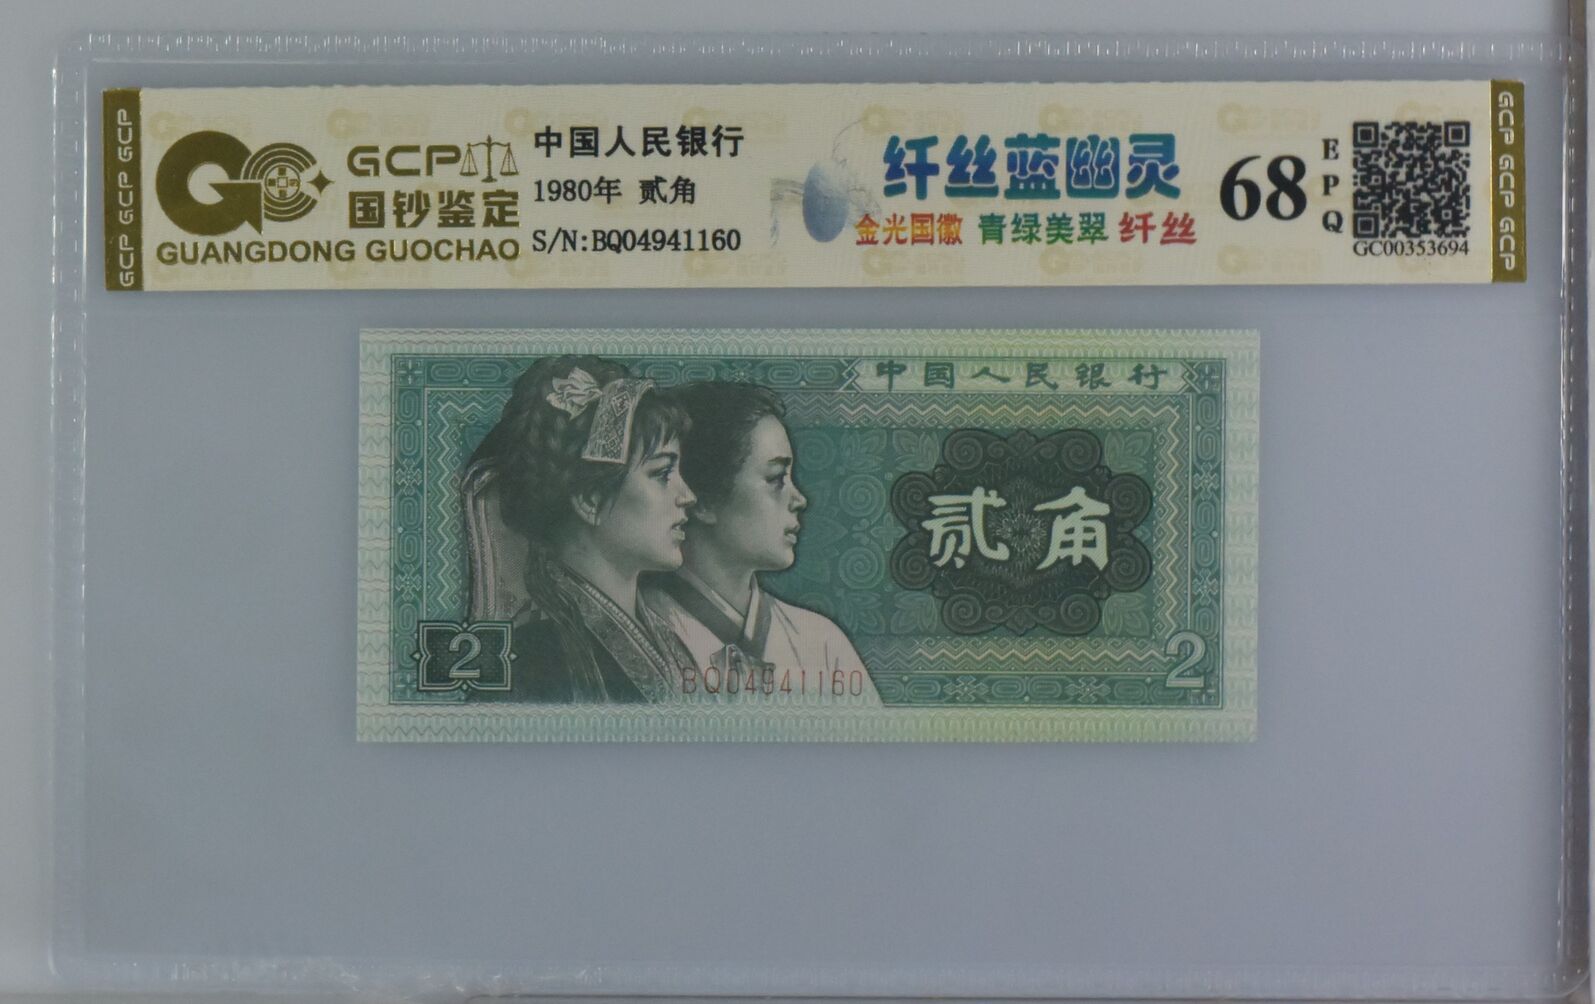 GCP GCP GCP
GCP
国钞鉴定
GUANGDONG GUOCHAO
中国人民银行
1980年 贰角
S/N:BQ04941160
纤丝蓝幽灵
金光国徽 青绿美翠 纤丝
68
EPQ
GC00353694
GCP GCP GCP
中国人民银行
贰角
2
2
BQ04941160